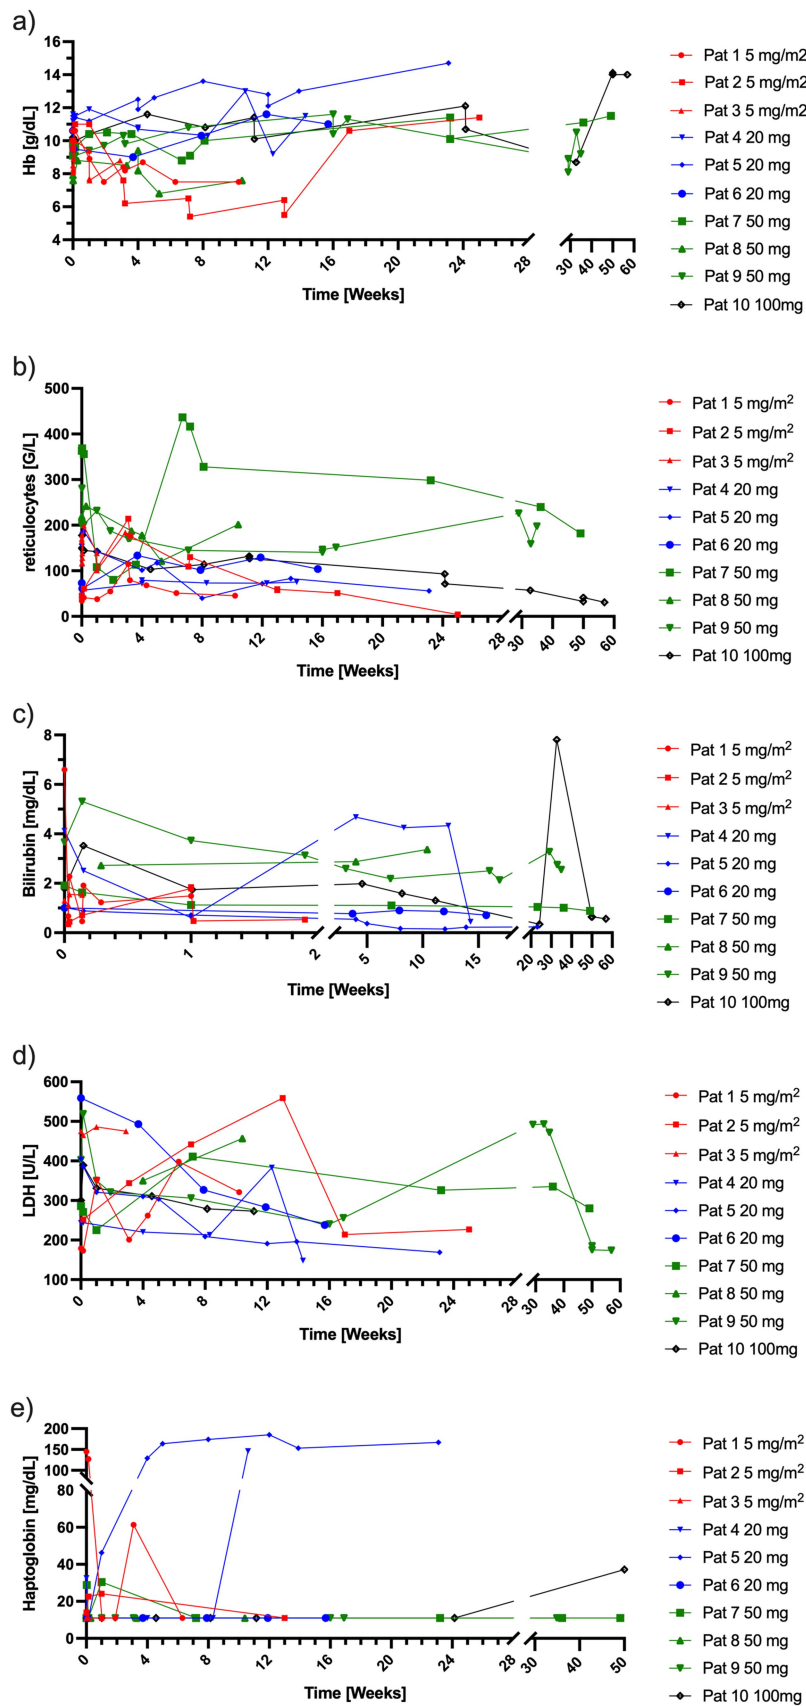 a)
16
14
12
10
8
6
4
Hb [g/dL]
0
4
8
12
16
20
24
28
30
35
40
50
60
Time [Weeks]
Pat 1 5 mg/m2
Pat 2 5 mg/m2
Pat 3 5 mg/m2
Pat 4 20 mg
Pat 5 20 mg
Pat 6 20 mg
Pat 7 50 mg
Pat 8 50 mg
Pat 9 50 mg
Pat 10 100mg
b)
500
400
300
200
100
0
reticulocytes [G/L]
0
4
8
12
16
20
24
28
30
40
50
60
Time [Weeks]
Pat 1 5 mg/m²
Pat 2 5 mg/m²
Pat 3 5 mg/m²
Pat 4 20 mg
Pat 5 20 mg
Pat 6 20 mg
Pat 7 50 mg
Pat 8 50 mg
Pat 9 50 mg
Pat 10 100mg
c)
8
6
4
2
0
Bilirubin [mg/dL]
0
1
2
5
10
15
20
30
40
50
60
Time [Weeks]
Pat 1 5 mg/m²
Pat 2 5 mg/m²
Pat 3 5 mg/m²
Pat 4 20 mg
Pat 5 20 mg
Pat 6 20 mg
Pat 7 50 mg
Pat 8 50 mg
Pat 9 50 mg
Pat 10 100mg
d)
600
500
400
300
200
100
LDH [U/L]
0
4
8
12
16
20
24
28
30
40
50
60
Time [Weeks]
Pat 1 5 mg/m²
Pat 2 5 mg/m²
Pat 3 5 mg/m²
Pat 4 20 mg
Pat 5 20 mg
Pat 6 20 mg
Pat 7 50 mg
Pat 8 50 mg
Pat 9 50 mg
Pat 10 100mg
e)
200
150
100
80
60
40
20
0
Haptoglobin [mg/dL]
0
4
8
12
16
20
24
28
30
40
50
Time [Weeks]
Pat 1 5 mg/m²
Pat 2 5 mg/m²
Pat 3 5 mg/m²
Pat 4 20 mg
Pat 5 20 mg
Pat 6 20 mg
Pat 7 50 mg
Pat 8 50 mg
Pat 9 50 mg
Pat 10 100mg